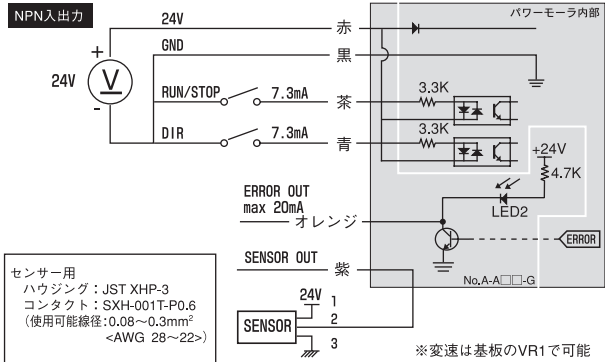 NPN入出力
パワーモーラ内部
24V
赤
GND
黒
24V
+
V
-
RUN/STOP
7.3mA
茶
3.3K
DIR
7.3mA
青
3.3K
+24V
4.7K
LED2
ERROR OUT
max 20mA
オレンジ
ERROR
SENSOR OUT
紫
No.A-A□□-G
センサー用
ハウジング：JST XHP-3
コンタクト：SXH-001T-P0.6
（使用可能線径：0.08～0.3mm²
<AWG 28～22>）
24V
1
SENSOR
2
3
※変速は基板のVR1で可能